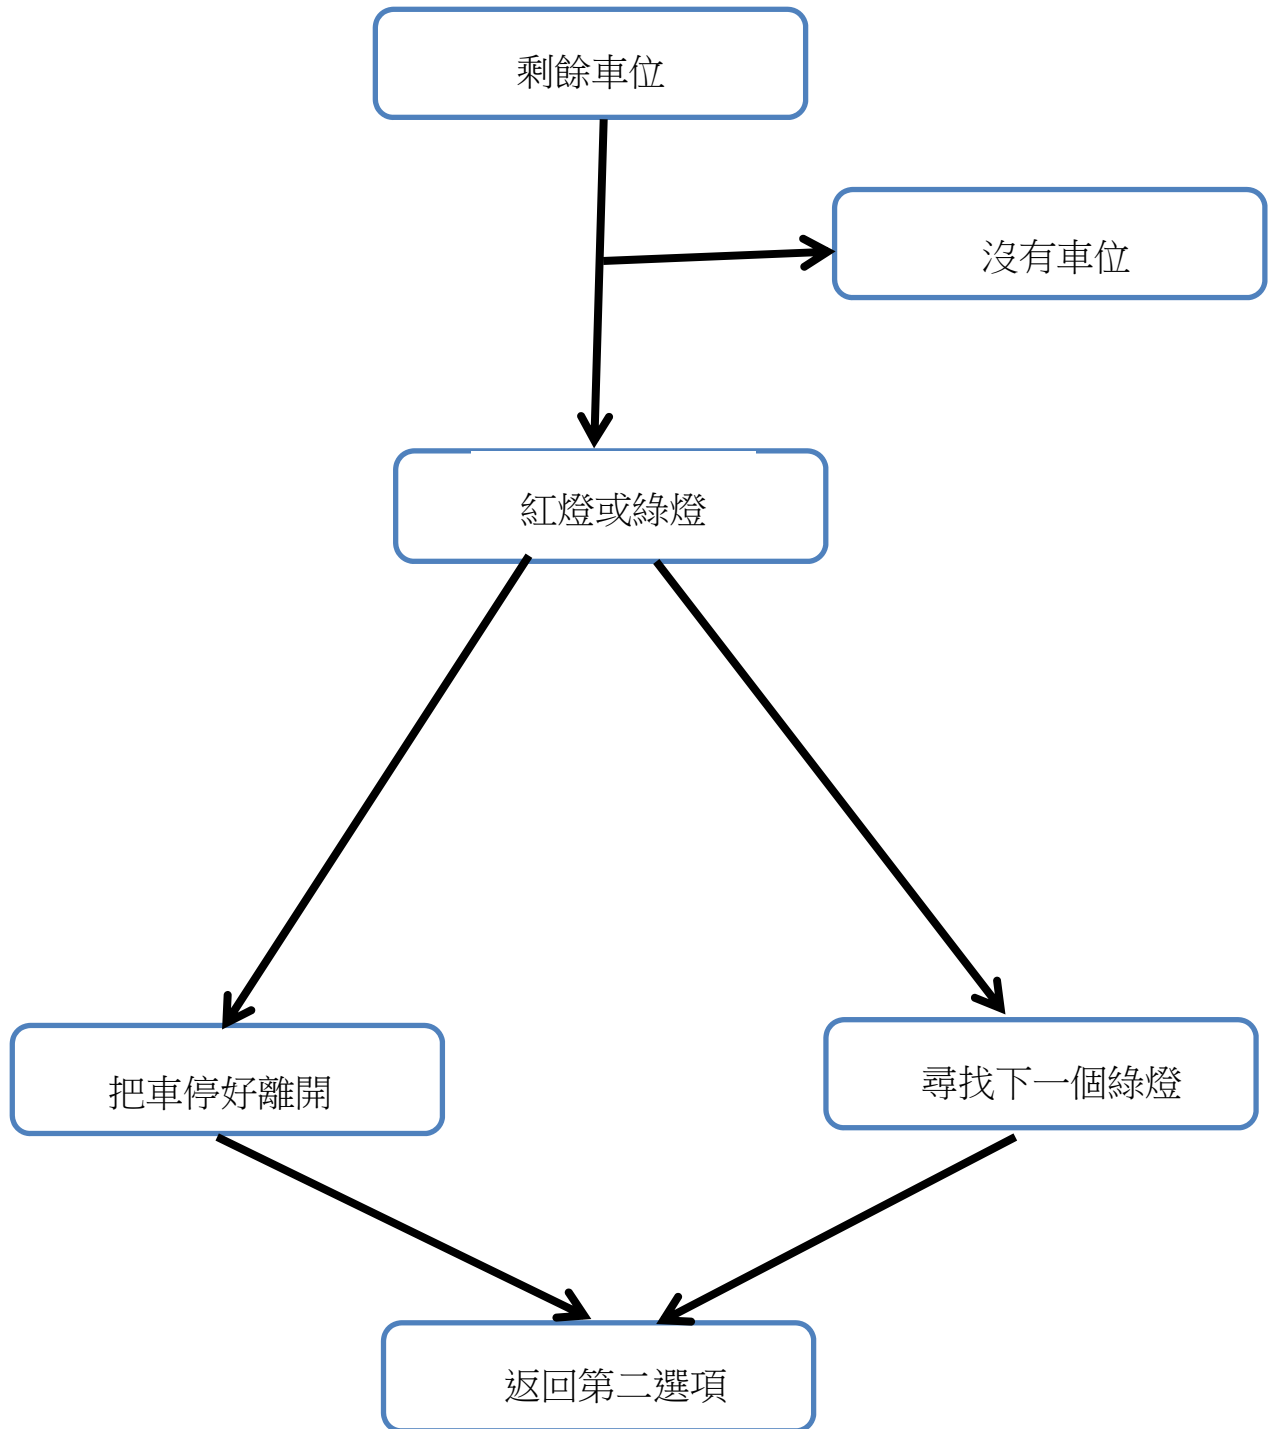 剩餘車位
沒有車位
紅燈或綠燈
把車停好離開
尋找下一個綠燈
返回第二選項